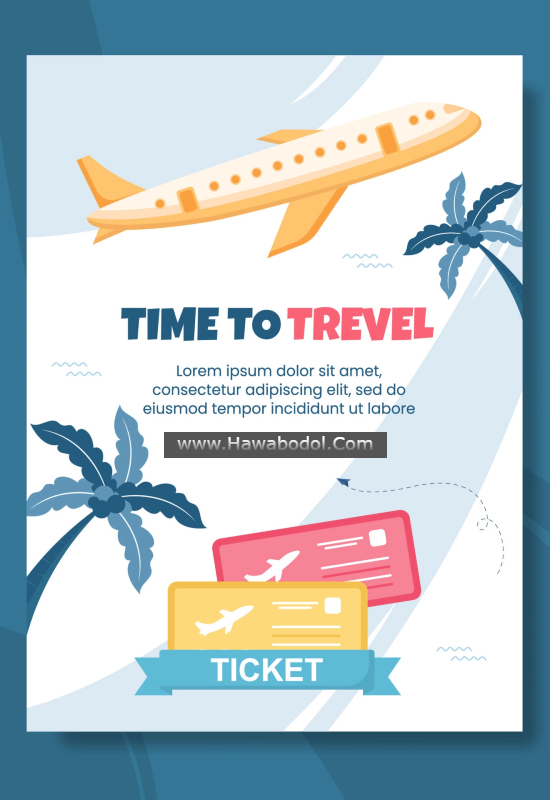 TIME TO TREVEL
Lorem ipsum dolor sit amet,
consectetur adipiscing elit, sed do
eiusmod tempor incididunt ut labore
www.Hawabodol.Com
TICKET